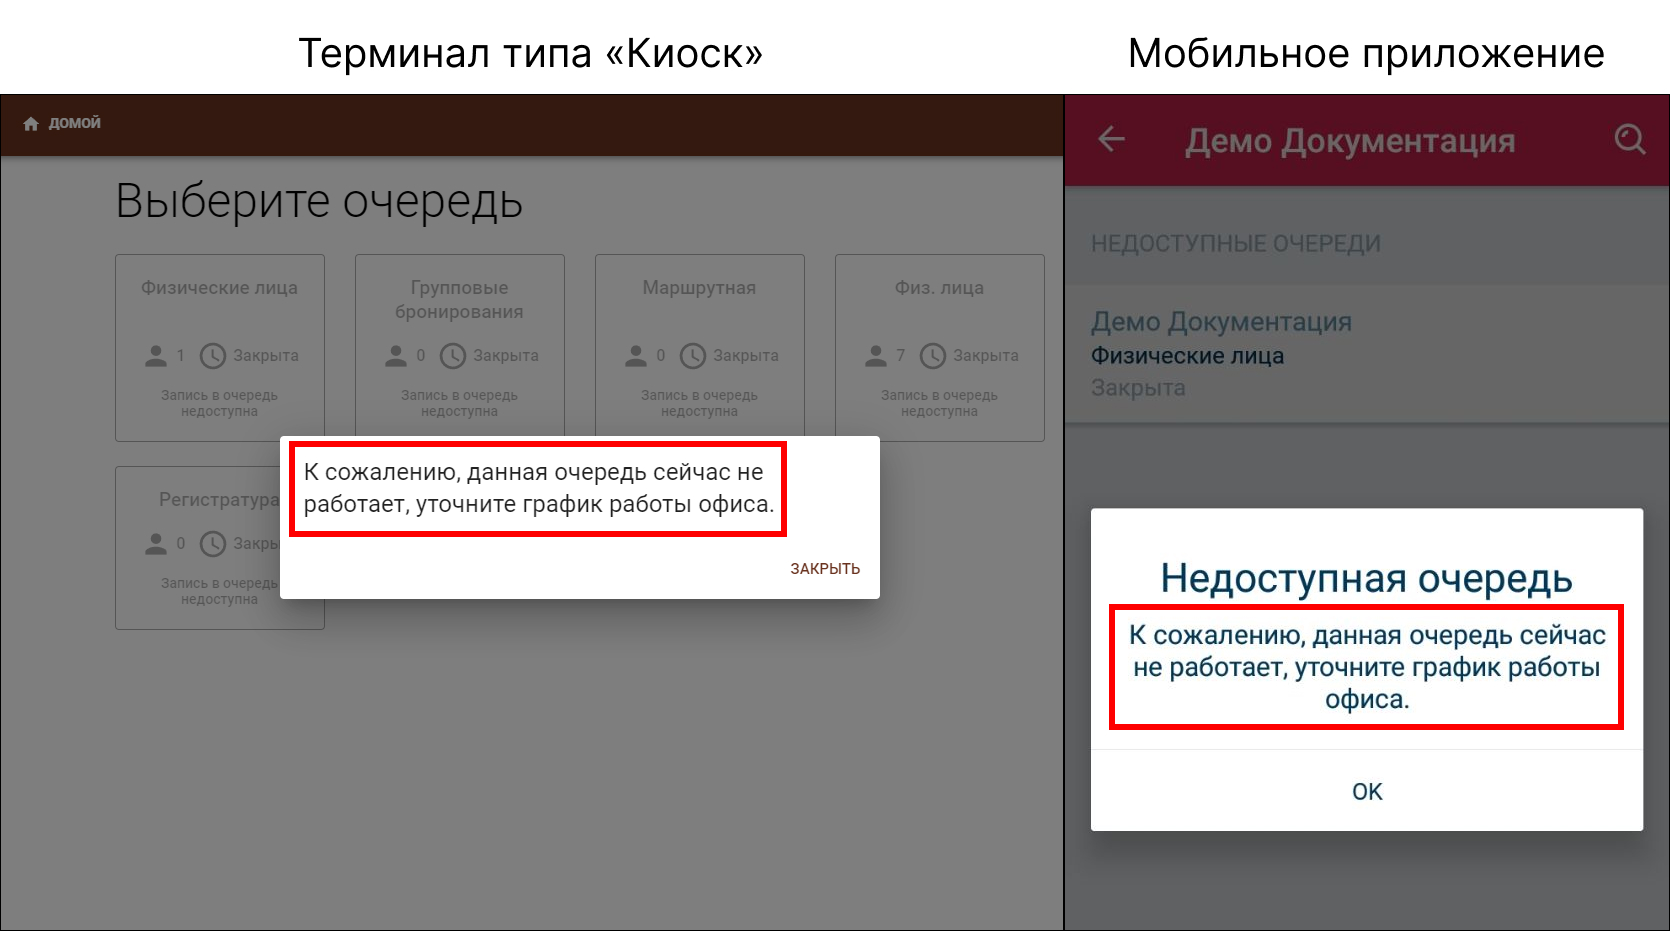 Терминал типа «Киоск»
Мобильное приложение
домой
Выберите очередь
Физические лица
1 Закрыта
Запись в очередь
недоступна
Групповые
бронирования
0 Закрыта
Запись в очередь
недоступна
Маршрутная
0 Закрыта
Запись в очередь
недоступна
Физ. лица
7 Закрыта
Запись в очередь
недоступна
Регистратура
0 Закры
Запись в очередь
недоступна
К сожалению, данная очередь сейчас не
работает, уточните график работы офиса.
ЗАКРЫТЬ
Демо Документация
НЕДОСТУПНЫЕ ОЧЕРЕДИ
Демо Документация
Физические лица
Закрыта
Недоступная очередь
К сожалению, данная очередь сейчас
не работает, уточните график работы
офиса.
OK